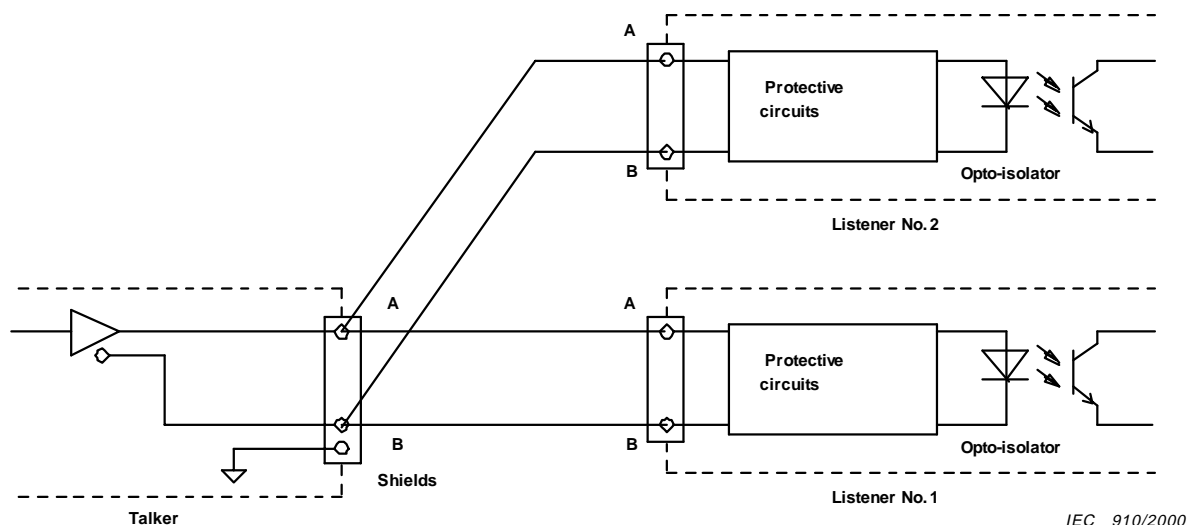 A
Protective
circuits
B
Opto-isolator
Listener No. 2
A
A
Protective
circuits
B
B
Opto-isolator
Shields
Listener No. 1
Talker
IEC 910/2000